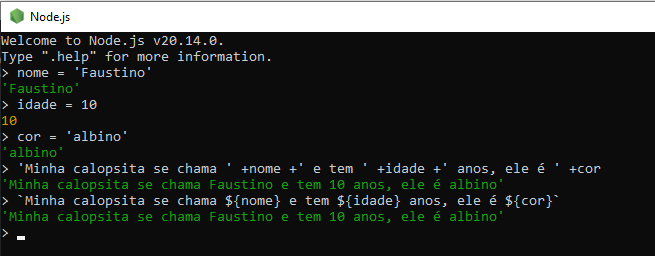 Node.js
Welcome to Node.js v20.14.0.
Type ".help" for more information.
> nome = 'Faustino'
'Faustino'
> idade = 10
10
> cor = 'albino'
'albino'
> 'Minha calopsita se chama ' +nome +' e tem ' +idade +' anos, ele é ' +cor
'Minha calopsita se chama Faustino e tem 10 anos, ele é albino'
> `Minha calopsita se chama ${nome} e tem ${idade} anos, ele é ${cor}`
'Minha calopsita se chama Faustino e tem 10 anos, ele é albino'
>